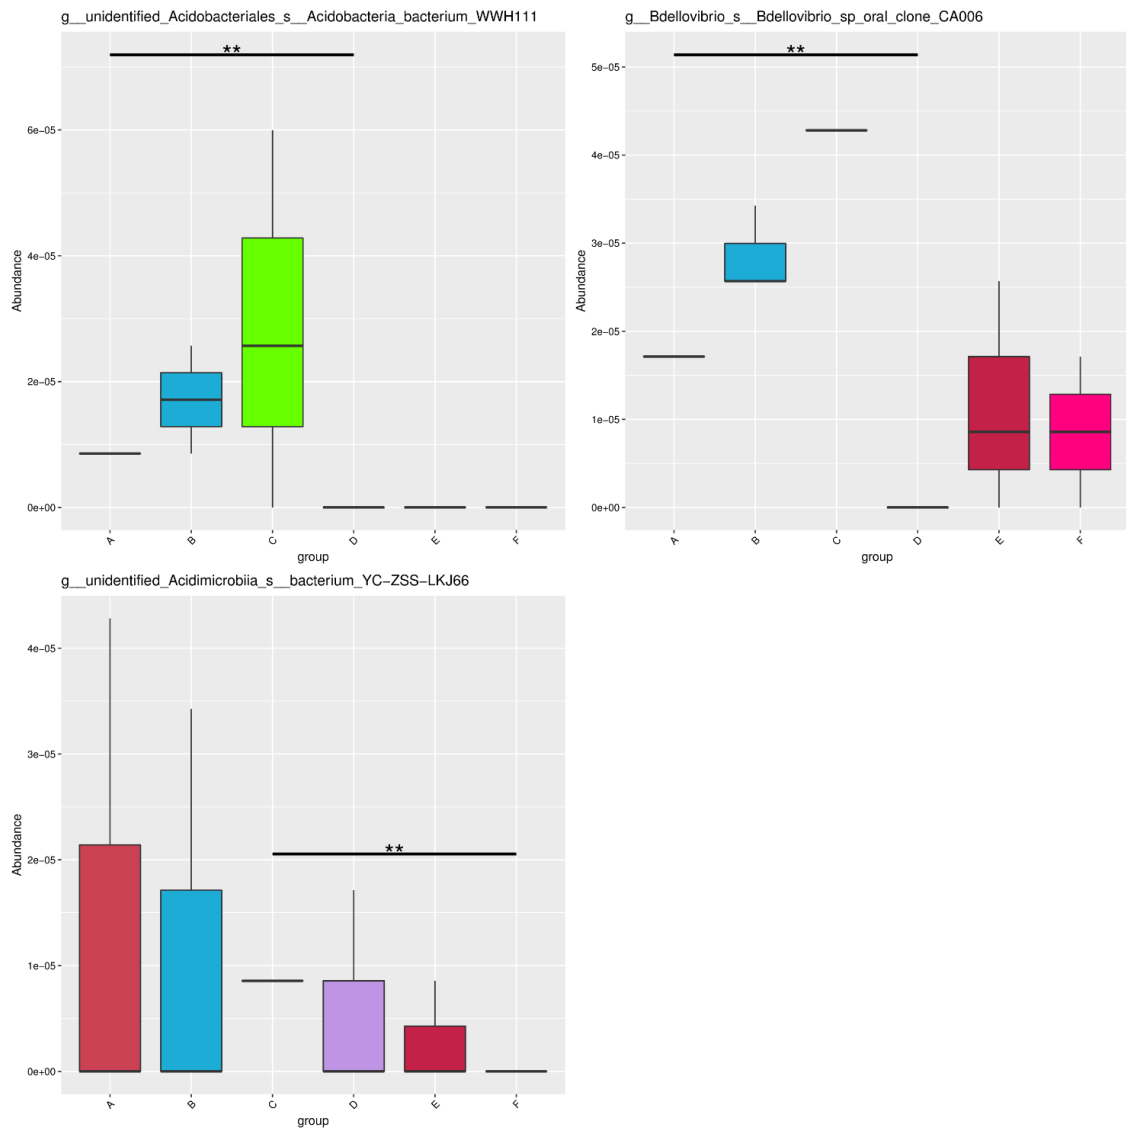 g__unidentified_Acidobacteriales_s__Acidobacteria_bacterium_WWH111
**
6e−05
4e−05
2e−05
0e+00
Abundance
A B C D E F
group
g__Bdellovibrio_s__Bdellovibrio_sp_oral_clone_CA006
**
5e−05
4e−05
3e−05
2e−05
1e−05
0e+00
Abundance
A B C D E F
group
g__unidentified_Acidimicrobiia_s__bacterium_YC−ZSS−LKJ66
**
4e−05
3e−05
2e−05
1e−05
0e+00
Abundance
A B C D E F
group